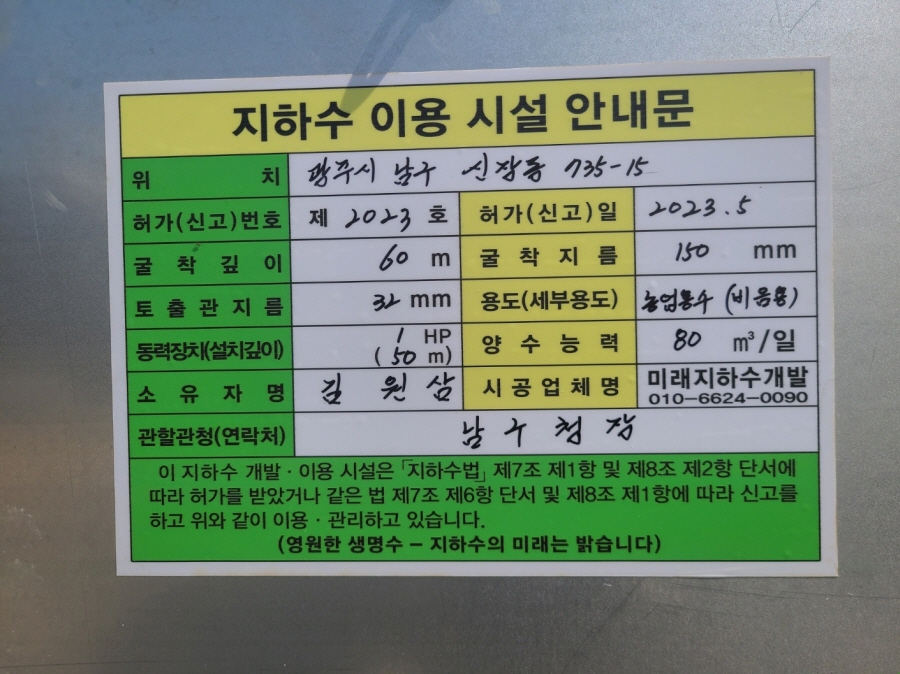 지하수 이용 시설 안내문
위 치 광주시 남구 신장동 735-15
허가(신고)번호 제 2023 호 허가(신고)일 2023.5
굴착깊이 60 m 굴착지름 150 mm
토출관지름 32 mm 용도(세부용도) 농업용수 (비음용)
동력장치(설치깊이) 1 HP (50 m) 양수능력 80 m³/일
소유자명 김원삼 시공업체명 미래지하수개발 010-6624-0090
관할관청(연락처) 남구청장
이 지하수 개발·이용 시설은「지하수법」제7조 제1항 및 제8조 제2항 단서에
따라 허가를 받았거나 같은 법 제7조 제6항 단서 및 제8조 제1항에 따라 신고를
하고 위와 같이 이용·관리하고 있습니다.
(영원한 생명수 – 지하수의 미래는 밝습니다)